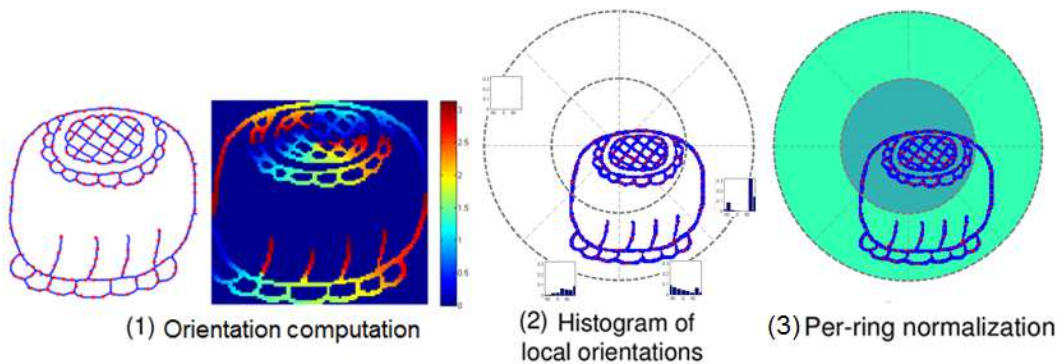 3
2.5
2
1.5
1
0.5
0
(1) Orientation computation
(2) Histogram of
local orientations
(3) Per-ring normalization